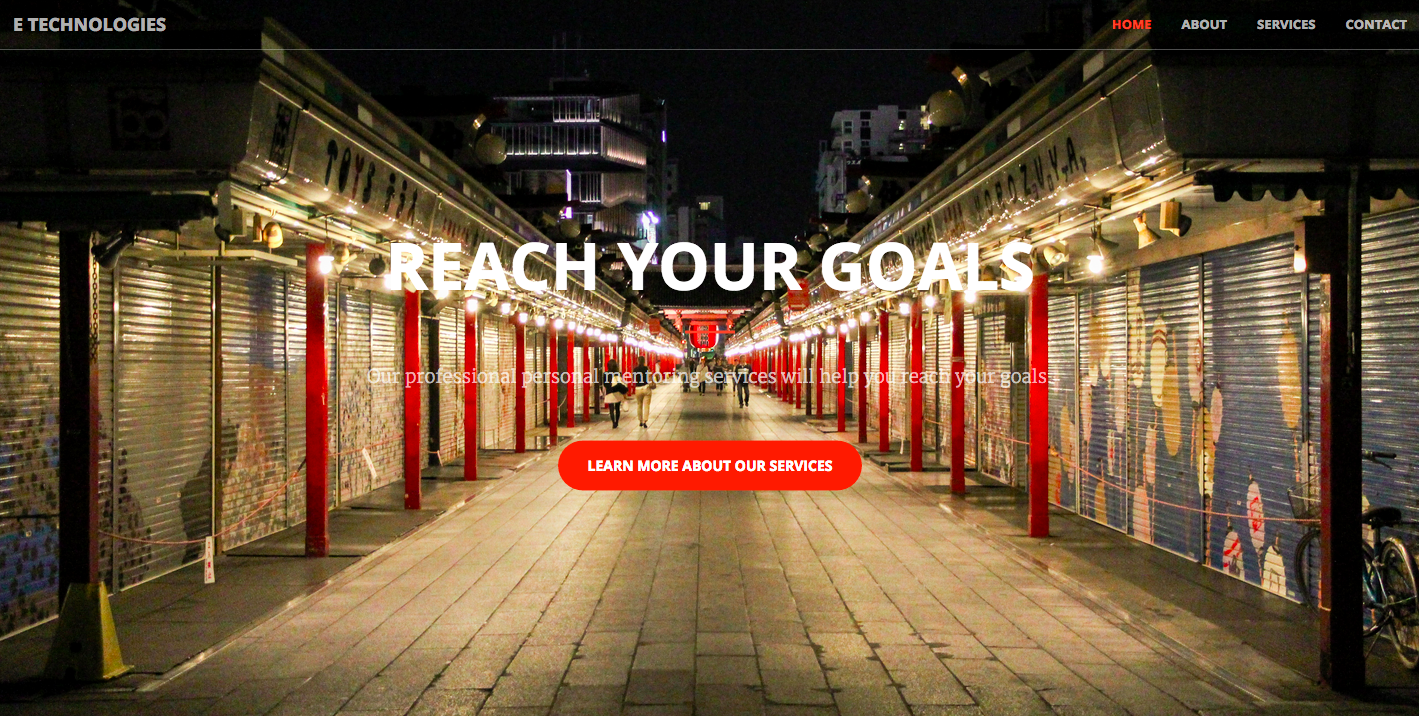 E TECHNOLOGIES
HOME ABOUT SERVICES CONTACT
TOYS
REACH YOUR GOALS
Our professional personal mentoring services will help you reach your goals.
LEARN MORE ABOUT OUR SERVICES